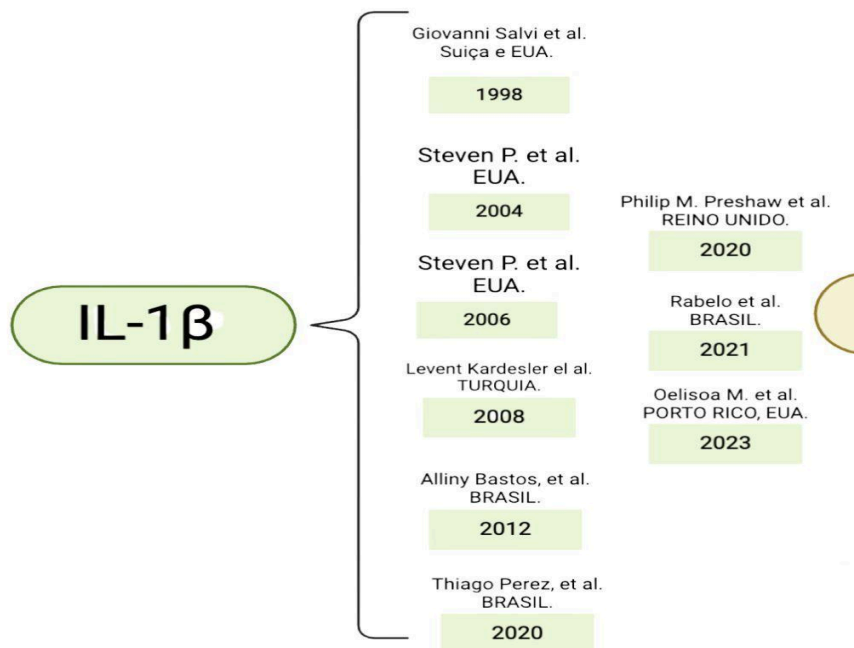 IL-1β
Giovanni Salvi et al.
Suiça e EUA.
1998
Steven P. et al.
EUA.
2004
Steven P. et al.
EUA.
2006
Levent Kardesler el al.
TURQUIA.
2008
Alliny Bastos, et al.
BRASIL.
2012
Thiago Perez, et al.
BRASIL.
2020
Philip M. Preshaw et al.
REINO UNIDO.
2020
Rabelo et al.
BRASIL.
2021
Oelisoa M. et al.
PORTO RICO, EUA.
2023